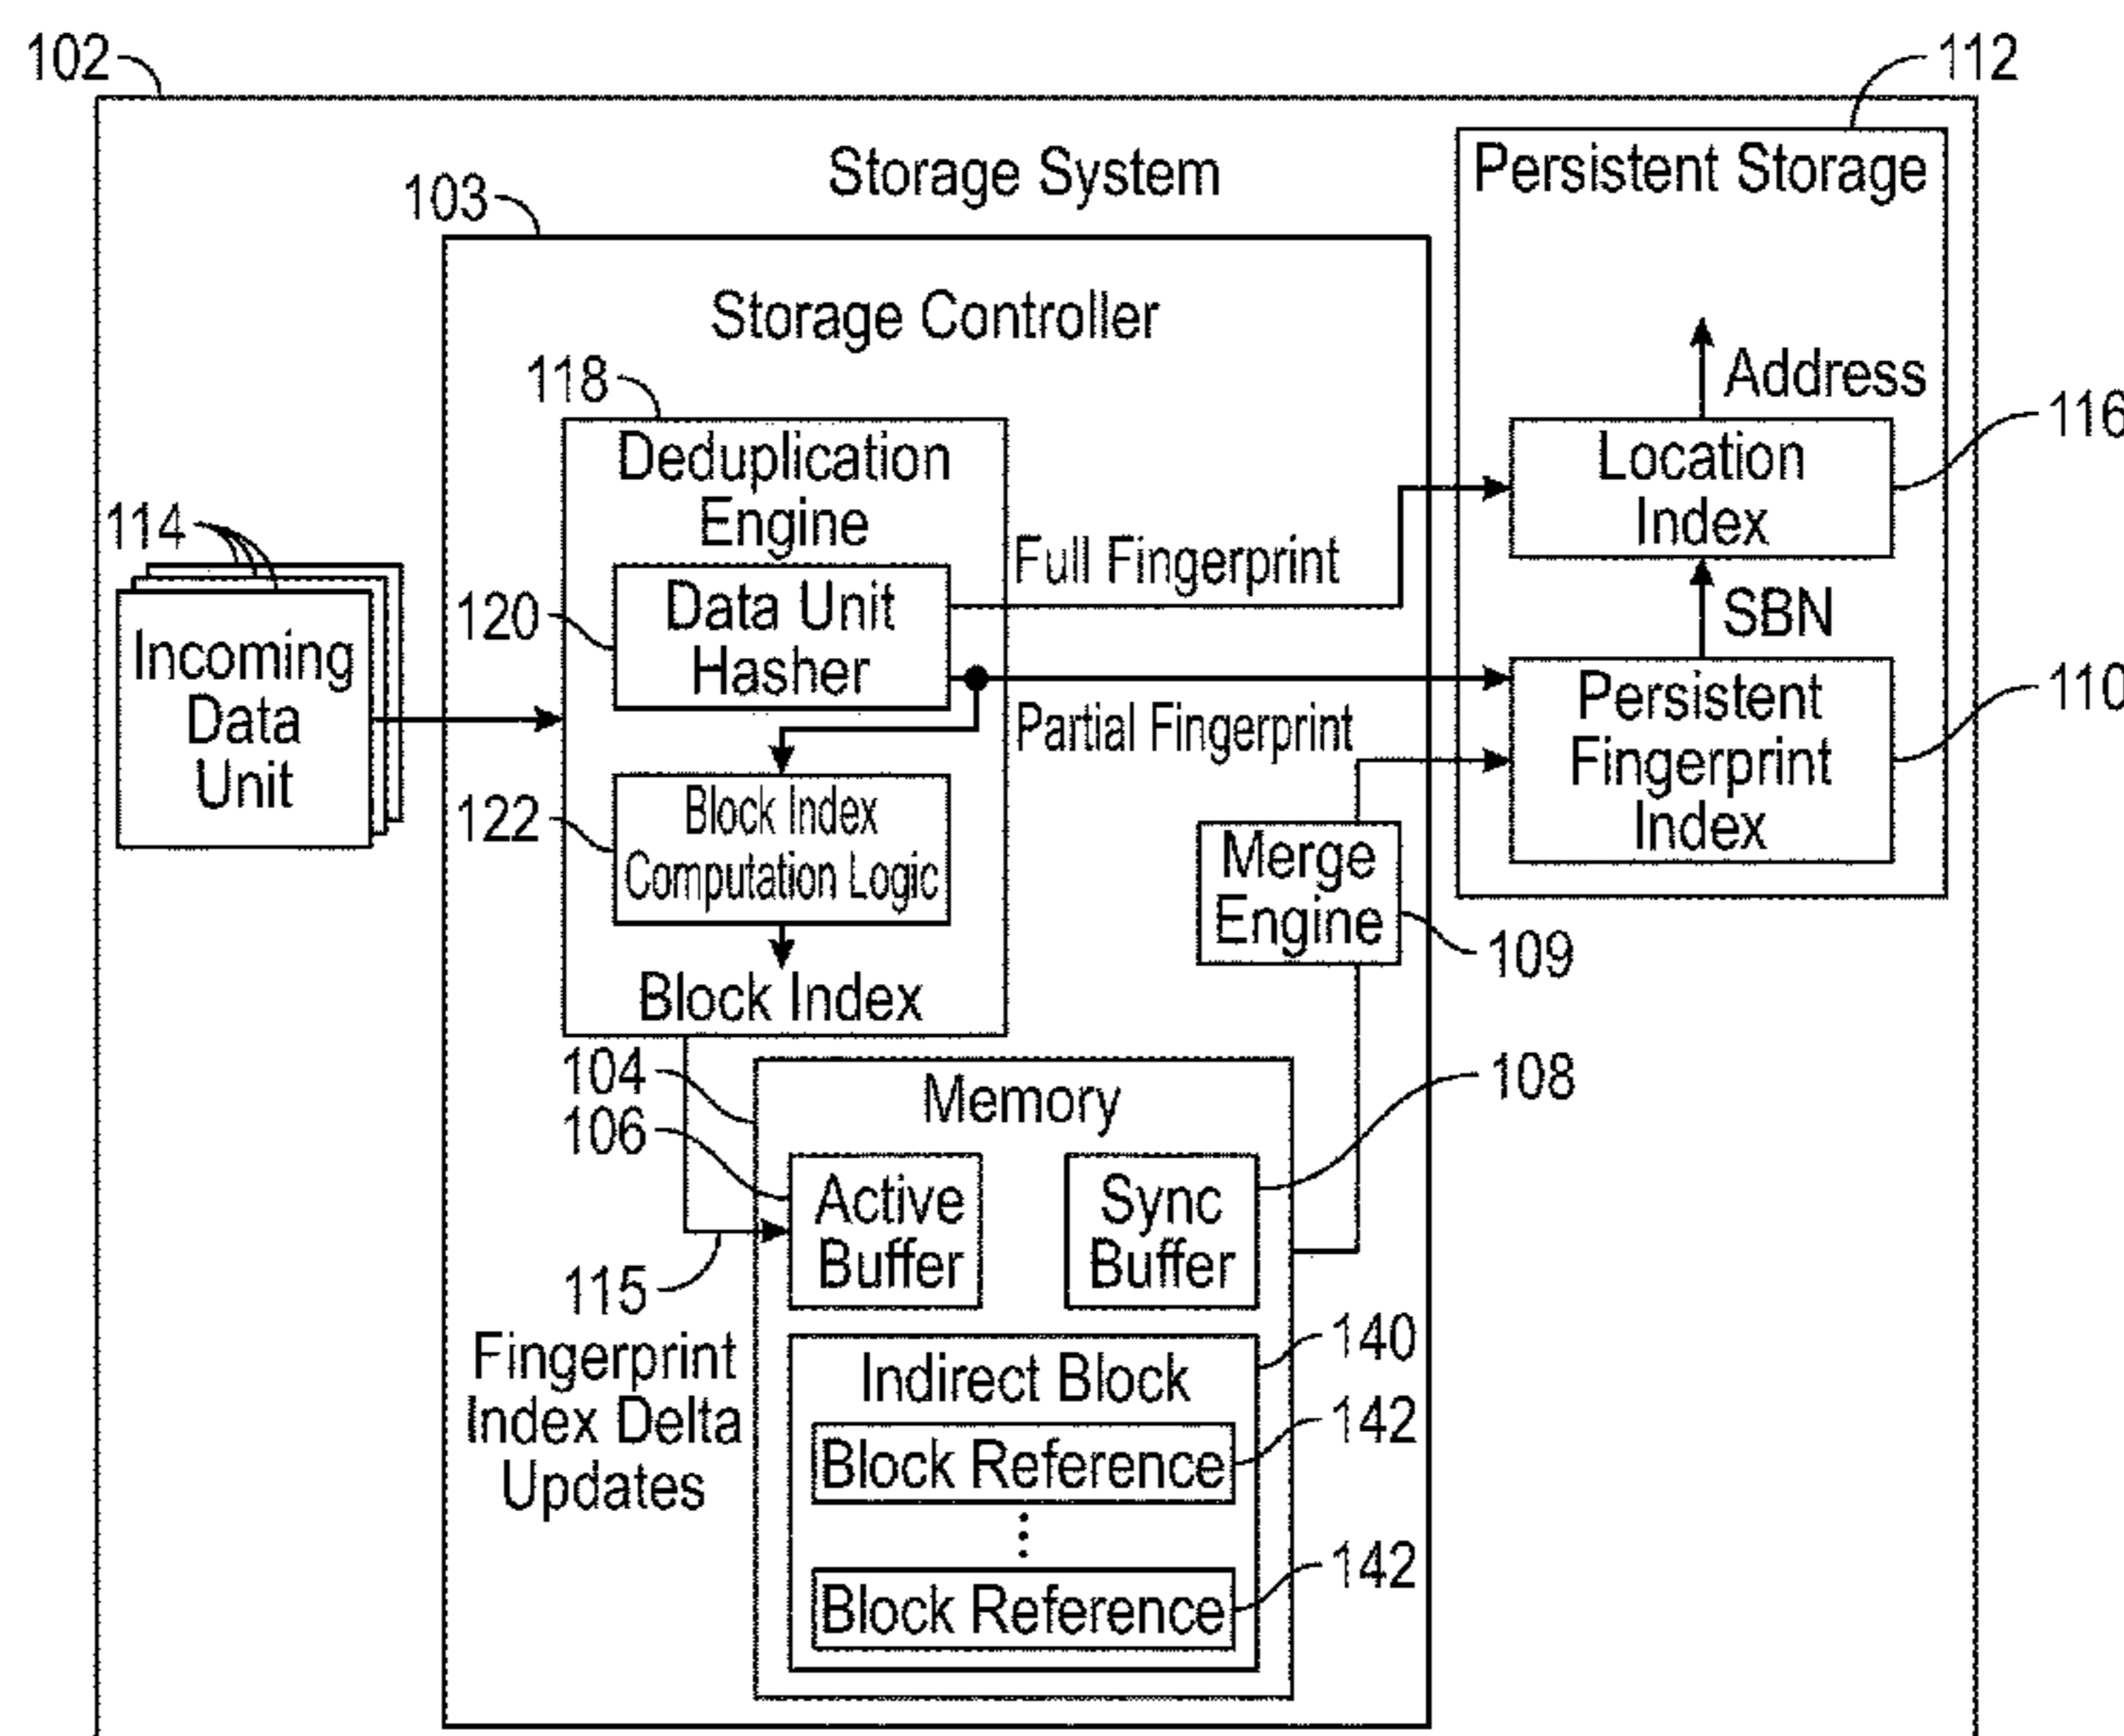 102
112
Storage System
Persistent Storage
103
Storage Controller
118
Address
116
Deduplication
Engine
Location
Index
114
Full Fingerprint
120
Data Unit
Hasher
SBN
Incoming
Data
Unit
Persistent
Fingerprint
Index
110
Partial Fingerprint
122
Block Index
Computation Logic
Merge
Engine
109
Block Index
104
Memory
108
106
Active
Buffer
Sync
Buffer
115
Fingerprint
Index Delta
Updates
140
Indirect Block
Block Reference
142
Block Reference
142